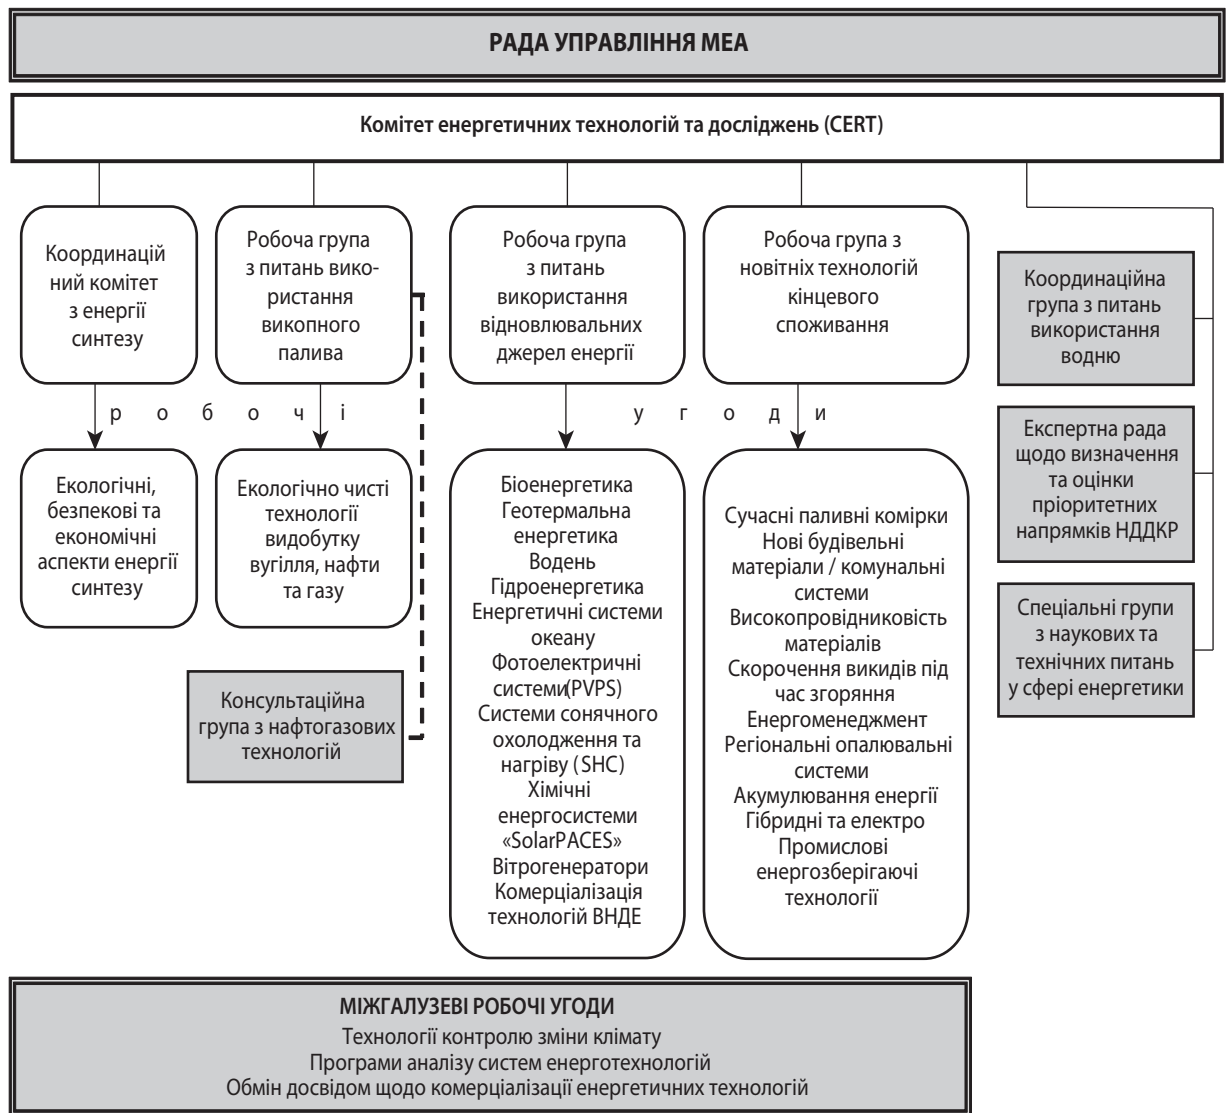 РАДА УПРАВЛІННЯ МЕА
Комітет енергетичних технологій та досліджень (CERT)
Координацій
ний комітет
з енергії
синтезу
Робоча група
з питань вико-
ристання
викопного
палива
Робоча група
з питань
використання
відновлювальних
джерел енергії
Робоча група з
новітніх технологій
кінцевого
споживання
Координаційна
група з питань
використання
водню
р о б о ч і у г о д и
Екологічні,
безпекові та
економічні
аспекти енергії
синтезу
Екологічно чисті
технології
видобутку
вугілля, нафти
та газу
Консультаційна
група з нафтогазових
технологій
Біоенергетика
Геотермальна
енергетика
Водень
Гідроенергетика
Енергетичні системи
океану
Фотоелектричні
системи(PVPS)
Системи сонячного
охолодження та
нагріву (SHC)
Хімічні
енергосистеми
«SolarPACES»
Вітрогенератори
Комерціалізація
технологій ВНДЕ
Сучасні паливні комірки
Нові будівельні
матеріали / комунальні
системи
Високопровідниковість
матеріалів
Скорочення викидів під
час згоряння
Енергоменеджмент
Регіональні опалювальні
системи
Акумулювання енергії
Гібридні та електро
Промислові
енергозберігаючі
технології
Експертна рада
щодо визначення
та оцінки
пріоритетних
напрямків НДДКР
Спеціальні групи
з наукових та
технічних питань
у сфері енергетики
МІЖГАЛУЗЕВІ РОБОЧІ УГОДИ
Технології контролю зміни клімату
Програми аналізу систем енерготехнологій
Обмін досвідом щодо комерціалізації енергетичних технологій